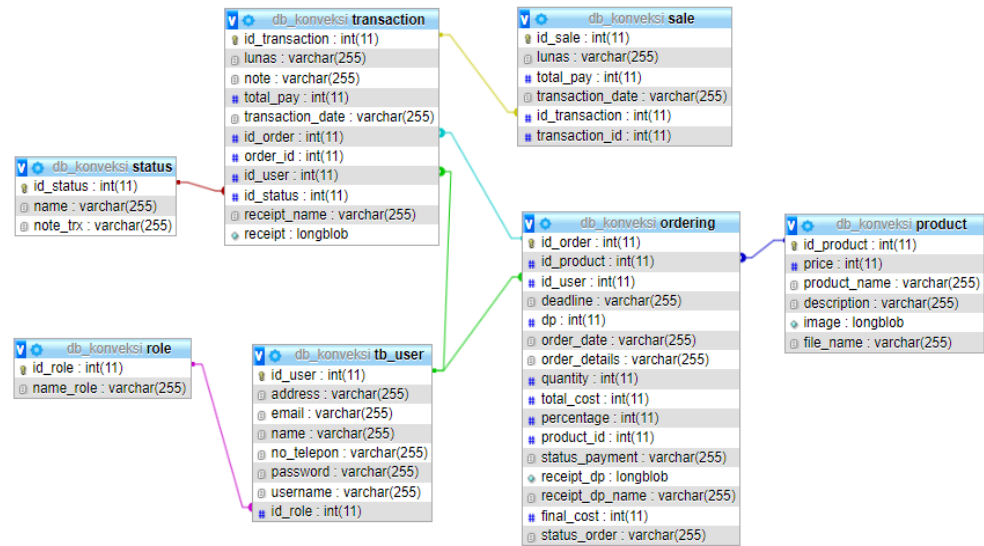 db_konveksi transaction
id_transaction : int(11)
lunas : varchar(255)
note : varchar(255)
total_pay : int(11)
transaction_date : varchar(255)
id_order : int(11)
order_id : int(11)
id_user : int(11)
id_status : int(11)
receipt_name : varchar(255)
receipt : longblob
db_konveksi sale
id_sale : int(11)
lunas : varchar(255)
total_pay : int(11)
transaction_date : varchar(255)
id_transaction : int(11)
transaction_id : int(11)
db_konveksi status
id_status : int(11)
name : varchar(255)
note_trx : varchar(255)
db_konveksi ordering
id_order : int(11)
id_product : int(11)
id_user : int(11)
deadline : varchar(255)
dp : int(11)
order_date : varchar(255)
order_details : varchar(255)
quantity : int(11)
total_cost : int(11)
percentage : int(11)
product_id : int(11)
status_payment : varchar(255)
receipt_dp : longblob
receipt_dp_name : varchar(255)
final_cost : int(11)
status_order : varchar(255)
db_konveksi product
id_product : int(11)
price : int(11)
product_name : varchar(255)
description : varchar(255)
image : longblob
file_name : varchar(255)
db_konveksi role
id_role : int(11)
name_role : varchar(255)
db_konveksi tb_user
id_user : int(11)
address : varchar(255)
email : varchar(255)
name : varchar(255)
no_telepon : varchar(255)
password : varchar(255)
username : varchar(255)
id_role : int(11)